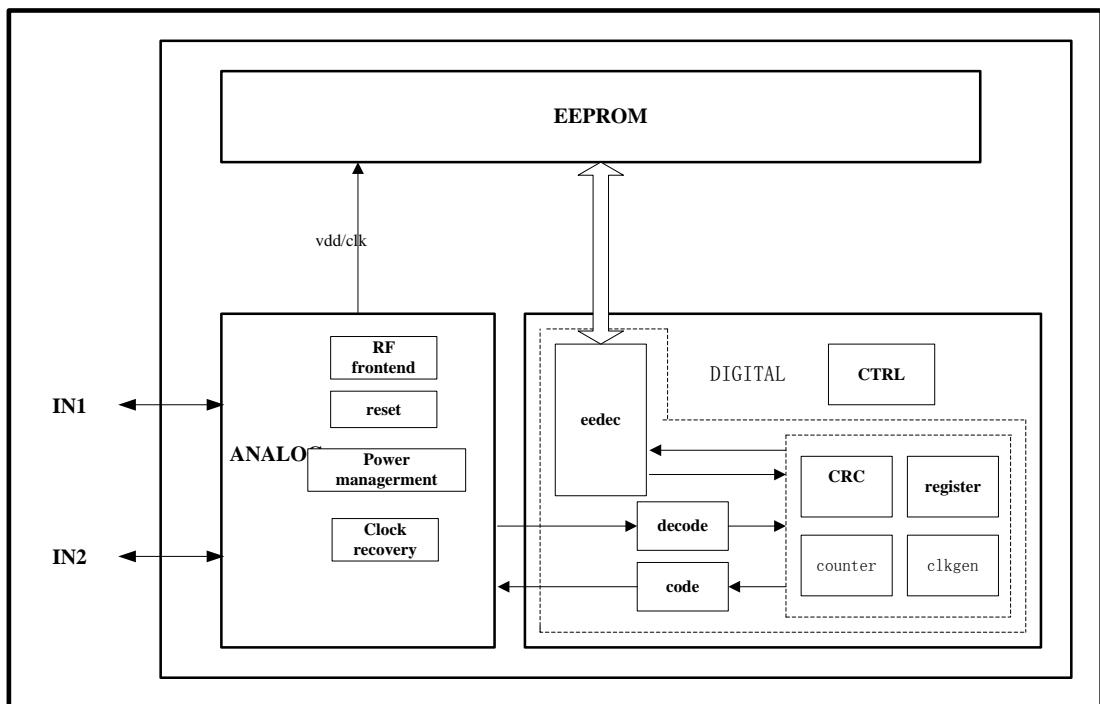 EEPROM
vdd/clk
RF
frontend
reset
ANALOG
Power
managerment
Clock
recovery
IN1
IN2
DIGITAL
CTRL
eedec
CRC
register
decode
counter
clkgen
code